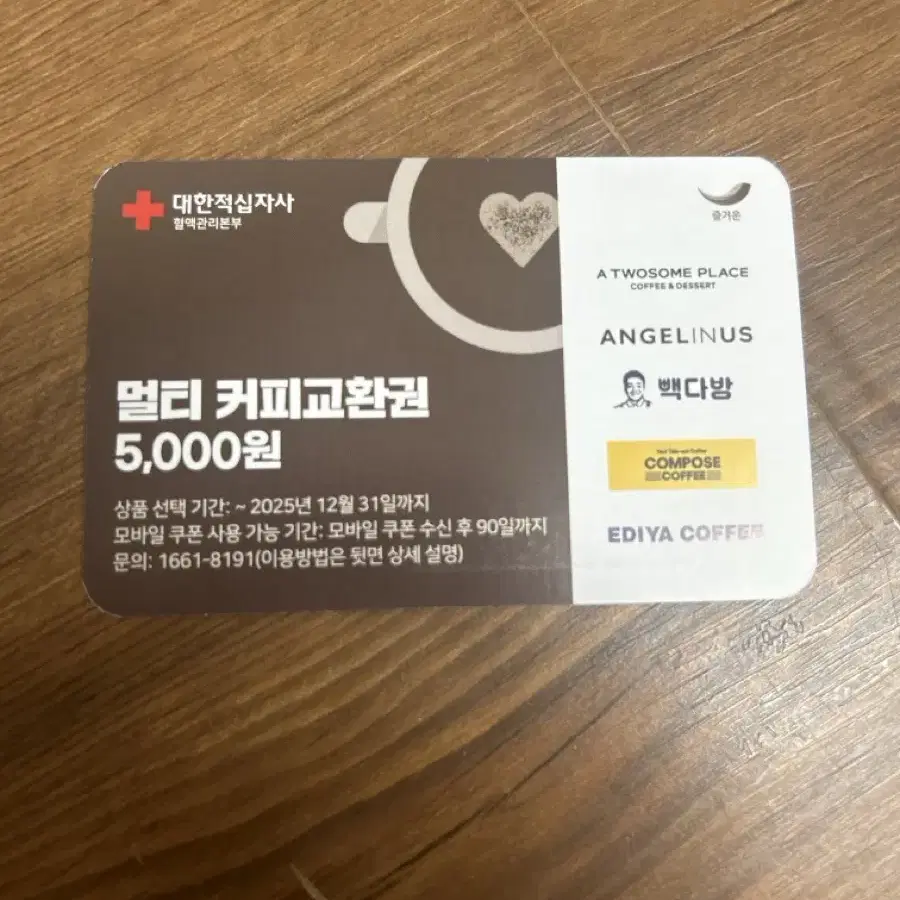 대한적십자사
혈액관리본부
멀티 커피교환권
5,000원
상품 선택 기간: ~ 2025년 12월 31일까지
모바일 쿠폰 사용 가능 기간: 모바일 쿠폰 수신 후 90일까지
문의: 1661-8191(이용방법은 뒷면 상세 설명)
즐거운
A TWOSOME PLACE
COFFEE & DESSERT
ANGELINUS
빽다방
COMPOSE
COFFEE
EDIYA COFFEE